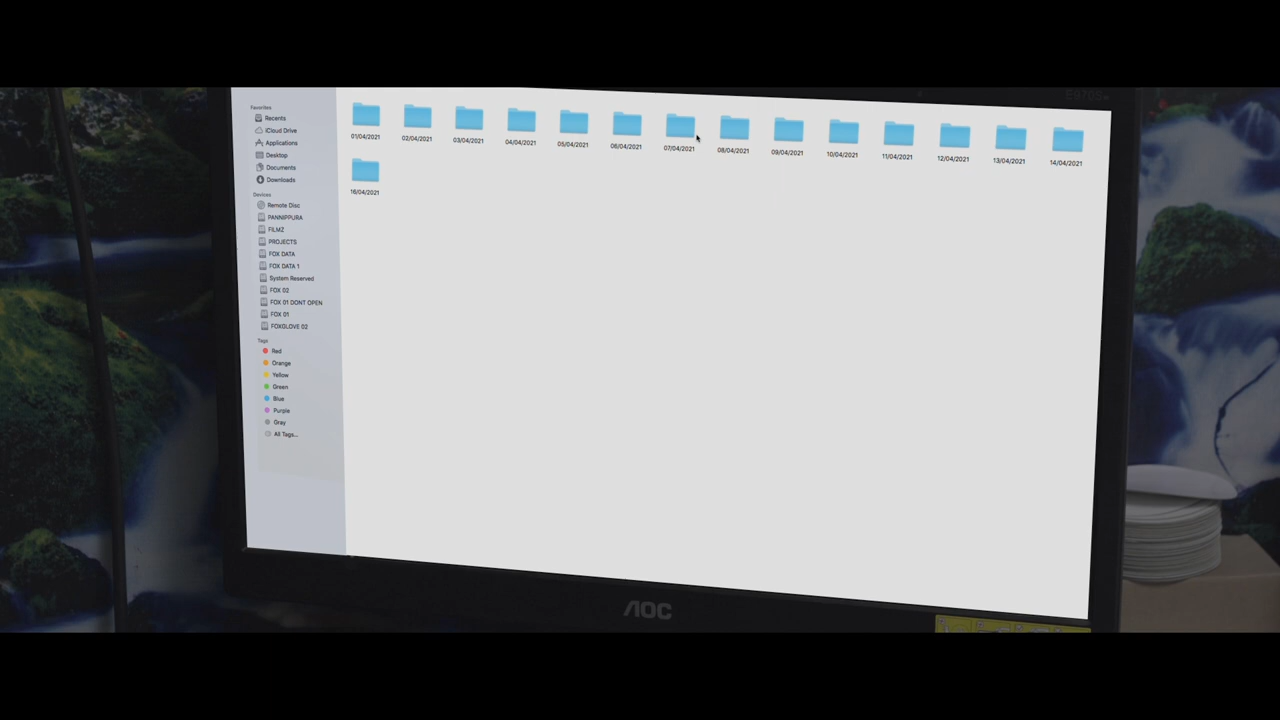 E970Sw
Favorites
Recents
iCloud Drive
Applications
Desktop
Documents
Downloads
Devices
Remote Disc
PANNIPPURA
FILMZ
PROJECTS
FOX DATA
FOX DATA 1
System Reserved
FOX 02
FOX 01 DONT OPEN
FOX 01
FOXGLOVE 02
Tags
Red
Orange
Yellow
Green
Blue
Purple
Gray
All Tags...
01/04/2021
02/04/2021
03/04/2021
04/04/2021
05/04/2021
06/04/2021
07/04/2021
08/04/2021
09/04/2021
10/04/2021
11/04/2021
12/04/2021
13/04/2021
14/04/2021
16/04/2021
AOC